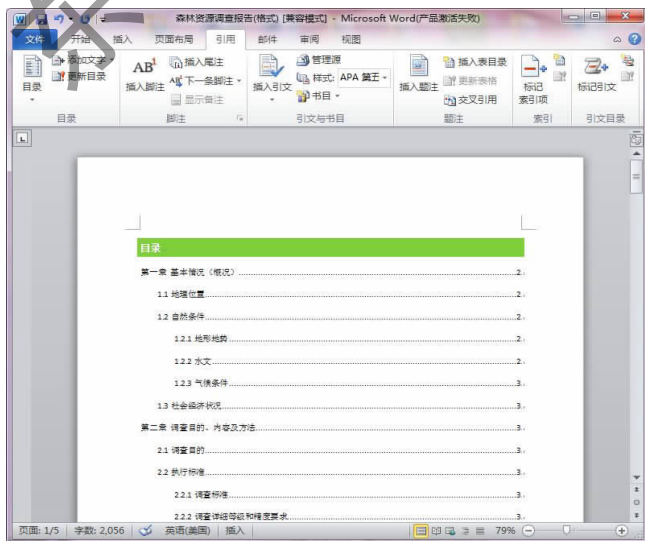 森林资源调查报告(格式) [兼容模式] - Microsoft Word(产品激活失败)
文件 开始 插入 页面布局 引用 邮件 审阅 视图
目录
添加文字
更新目录
目录
AB¹
插入脚注
插入尾注
下一条脚注
显示备注
脚注
插入引文
管理源
样式: APA 第五
书目
引文与书目
插入题注
插入表目录
更新表格
交叉引用
题注
标记
索引项
索引
标记引文
引文目录
目录
第一章 基本情况（概况）2
1.1 地理位置2
1.2 自然条件2
1.2.1 地形地势2
1.2.2 水文2
1.2.3 气候条件3
1.3 社会经济状况3
第二章 调查目的、内容及方法3
2.1 调查目的3
2.2 执行标准3
2.2.1 调查标准3
2.2.2 调查详细等级和精度要求3
页面: 1/5 字数: 2,056 英语(美国) 插入 79%